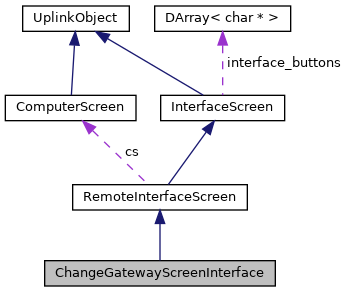 UplinkObject
DArray< char * >
interface_buttons
ComputerScreen
InterfaceScreen
cs
RemoteInterfaceScreen
ChangeGatewayScreenInterface